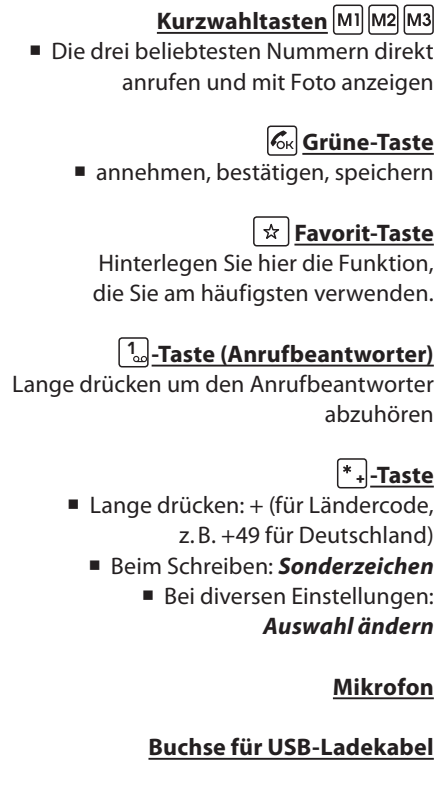 Kurzwahltasten M1 M2 M3
▪ Die drei beliebtesten Nummern direkt
anrufen und mit Foto anzeigen
OK Grüne-Taste
▪ annehmen, bestätigen, speichern
☆ Favorit-Taste
Hinterlegen Sie hier die Funktion,
die Sie am häufigsten verwenden.
1-Taste (Anrufbeantworter)
Lange drücken um den Anrufbeantworter
abzuhören
*+-Taste
▪ Lange drücken: + (für Ländercode,
z. B. +49 für Deutschland)
▪ Beim Schreiben: Sonderzeichen
▪ Bei diversen Einstellungen:
Auswahl ändern
Mikrofon
Buchse für USB-Ladekabel